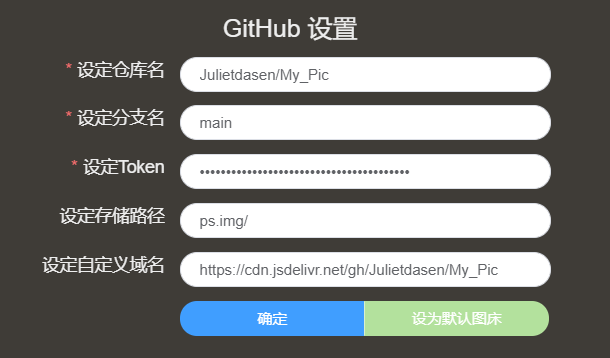 GitHub 设置
* 设定仓库名 Julietdasen/My_Pic
* 设定分支名 main
* 设定Token ••••••••••••••••••••••••••••••••••••••••
设定存储路径 ps.img/
设定自定义域名 https://cdn.jsdelivr.net/gh/Julietdasen/My_Pic
确定 设为默认图床